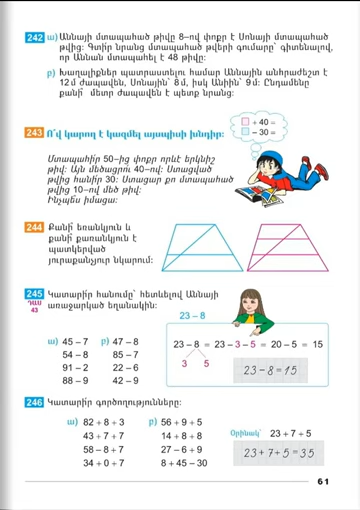 242 ա) Աննայի մտապահած թիվը 8–ով փոքր է Սոնայի մտապահած
թվից։ Գտի՛ր նրանց մտապահած թվերի գումարը՝ գիտենալով,
որ Աննան մտապահել է 48 թիվը։
բ) Խաղալիքներ պատրաստելու համար Աննային անհրաժեշտ է
12 մ ժապավեն, Սոնային՝ 8 մ, իսկ Անիին՝ 9 մ։ Ընդամենը
քանի՞ մետր ժապավեն է պետք նրանց։
243 Ո՞վ կարող է կազմել այսպիսի խնդիր։
+ 40 =
– 30 =
Մտապահի՛ր 50–ից փոքր որևէ երկնիշ
թիվ։ Այն մեծացրու 40–ով։ Ստացված
թվից հանի՛ր 30։ Ստացար քո մտապահած
թվից 10–ով մեծ թիվ։
Ինչպե՞ս իմացա։
244 Քանի՞ եռանկյուն և
քանի՞ քառանկյուն է
պատկերված
յուրաքանչյուր նկարում։
245 Կատարի՛ր հանումը՝ հետևելով Աննայի
ԴԱՍ
43
առաջարկած եղանակին։
23 – 8
ա) 45 – 7 բ) 47 – 8
54 – 8 85 – 7
91 – 2 22 – 6
88 – 9 42 – 9
23 – 8 = 23 – 3 – 5 = 20 – 5 = 15
3 5
23 – 8 = 15
246 Կատարի՛ր գործողությունները։
ա) 82 + 8 + 3 բ) 56 + 9 + 5
43 + 7 + 7 14 + 8 + 8
58 – 8 + 7 27 – 6 + 9
34 + 0 + 7 8 + 45 – 30
Օրինակ՝ 23 + 7 + 5
23 + 7 + 5 = 35
61